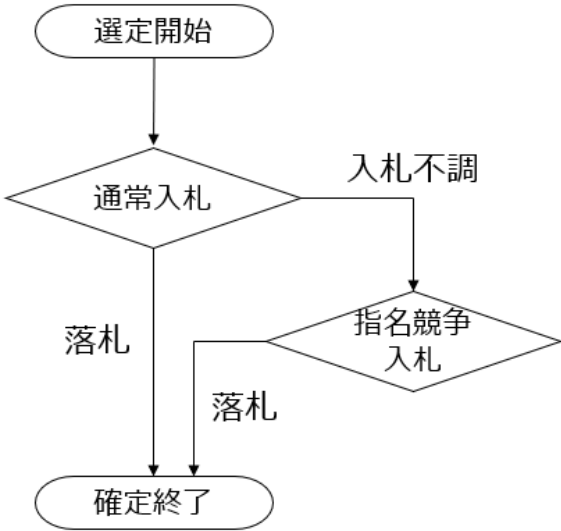 選定開始
通常入札
入札不調
指名競争
入札
落札
落札
確定終了